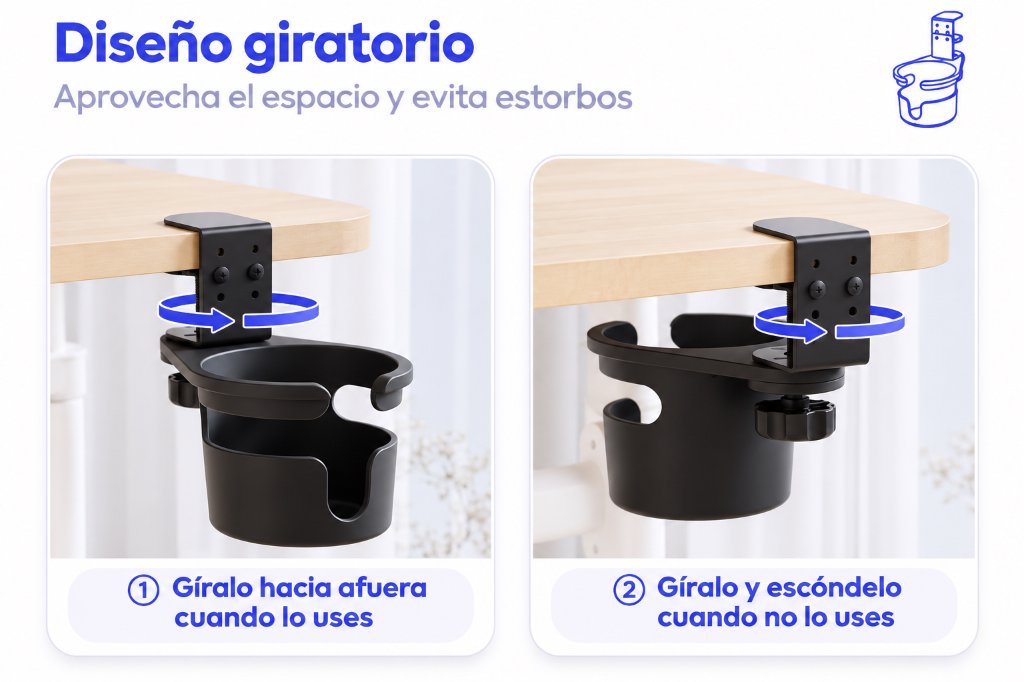 Diseño giratorio
Aprovecha el espacio y evita estorbos
1 Gíralo hacia afuera
cuando lo uses
2 Gíralo y escóndelo
cuando no lo uses